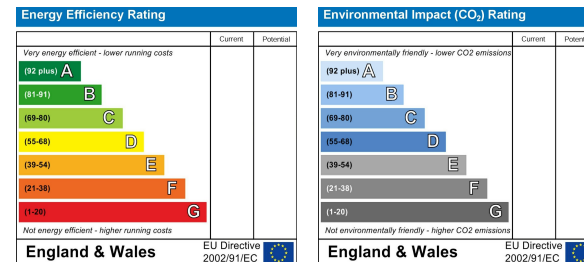 Energy Efficiency Rating
Current Potential
Very energy efficient - lower running costs
(92 plus) A
(81-91) B
(69-80) C
(55-68) D
(39-54) E
(21-38) F
(1-20) G
Not energy efficient - higher running costs
England & Wales
EU Directive
2002/91/EC
Environmental Impact (CO₂) Rating
Current Potent
Very environmentally friendly - lower CO2 emissions
(92 plus) A
(81-91) B
(69-80) C
(55-68) D
(39-54) E
(21-38) F
(1-20) G
Not environmentally friendly - higher CO2 emissions
England & Wales
EU Directive
2002/91/EC